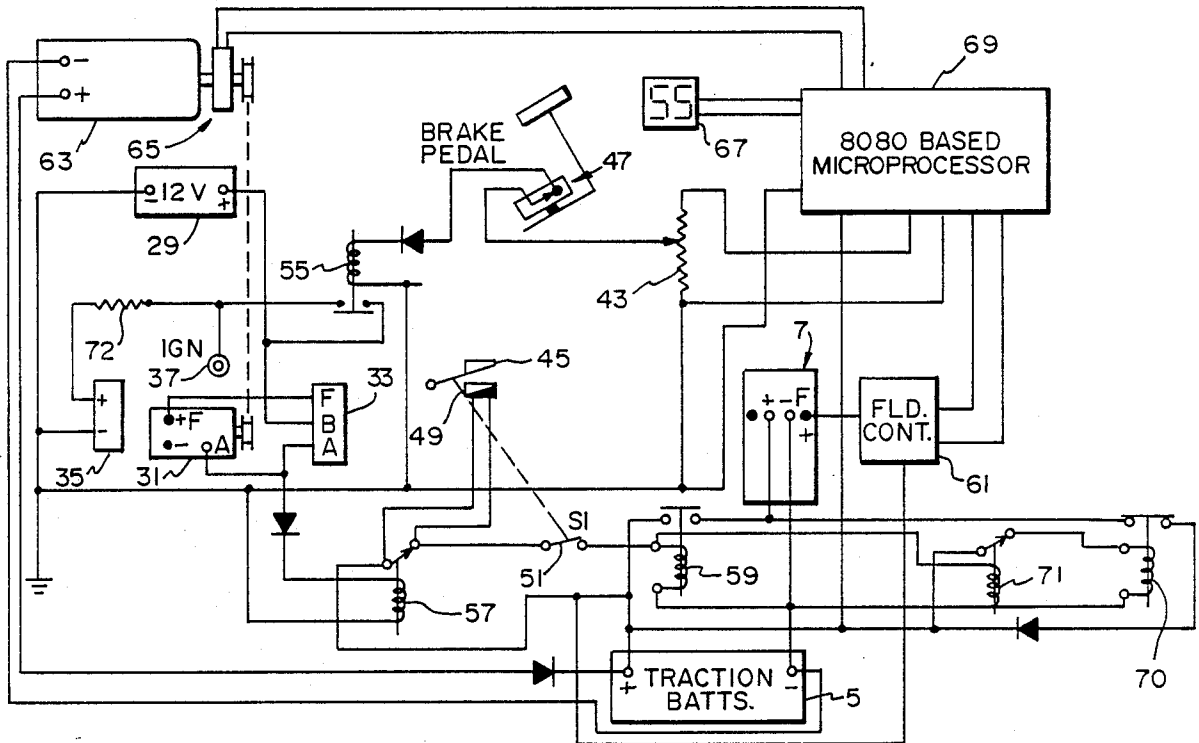 65
69
-
+
55
BRAKE
PEDAL
47
8080 BASED
MICROPROCESSOR
67
63
65
12V
-
+
29
55
43
72
IGN
37
45
7
33
+
-
+F
-
A
F
B
A
49
+ - F
+
FLD.
CONT.
35
31
61
S1
51
59
71
57
70
+
TRACTION
BATTS.
-
5